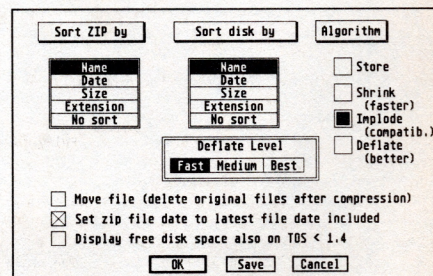 Sort ZIP by Sort disk by Algorithm
Name Name Store
Date Date
Size Size Shrink
Extension Extension (faster)
No sort No sort Implode
(compatib.)
Deflate Level Deflate
(better)
Fast Medium Best
Move file (delete original files after compression)
Set zip file date to latest file date included
Display free disk space also on TOS < 1.4
OK Save Cancel